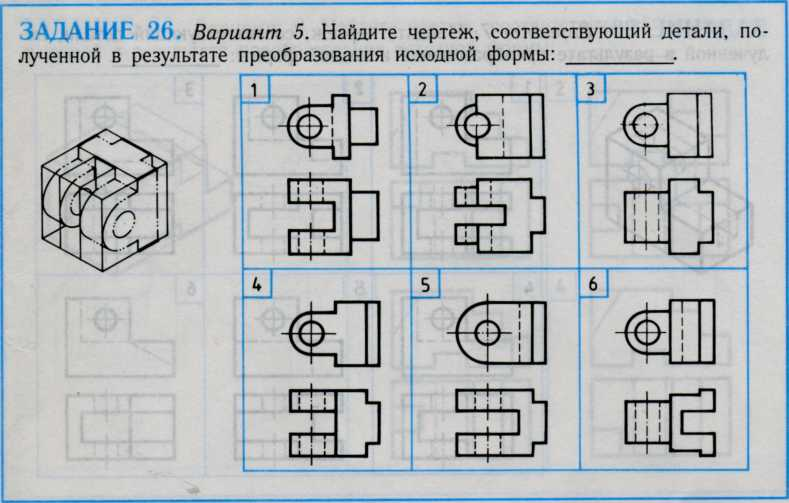 ЗАДАНИЕ 26. Вариант 5. Найдите чертеж, соответствующий детали, по-
лученной в результате преобразования исходной формы: ________.
1 2 3
4 5 6